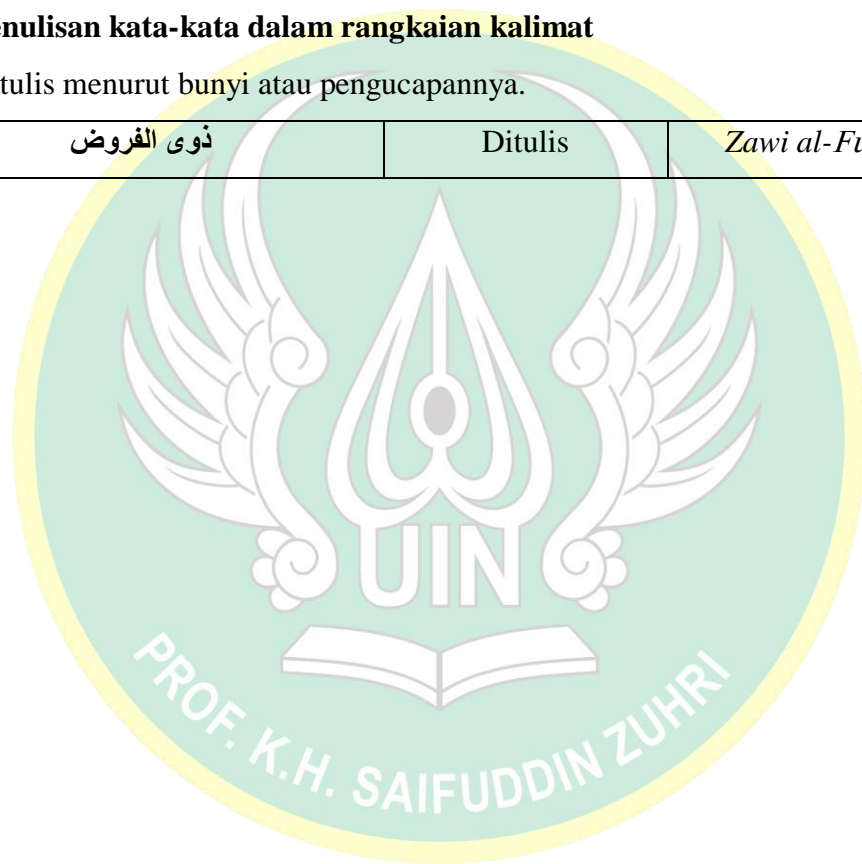 enulisan kata-kata dalam rangkaian kalimat
tulis menurut bunyi atau pengucapannya.
ذوى الفروض Ditulis Zawi al-Fu
UIN
PROF. K.H. SAIFUDDIN ZUHRI